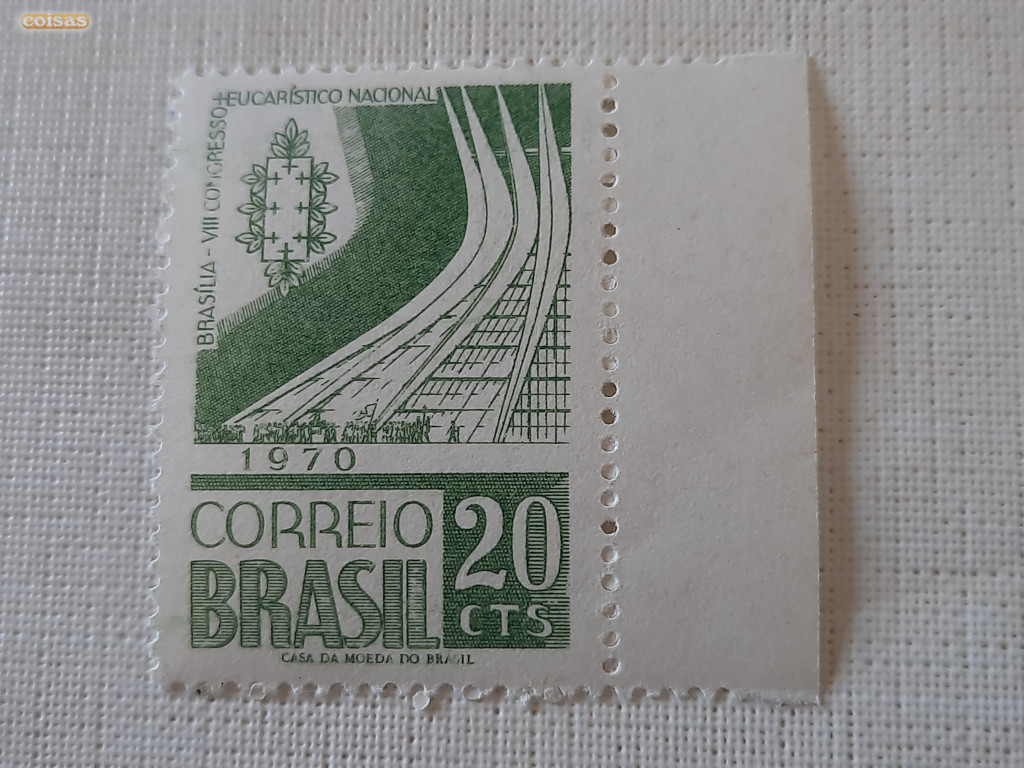 coisas
BRASÍLIA - VIII CONGRESSO
EUCARÍSTICO NACIONAL
1970
CORREIO
BRASIL
20
CTS
CASA DA MOEDA DO BRASIL